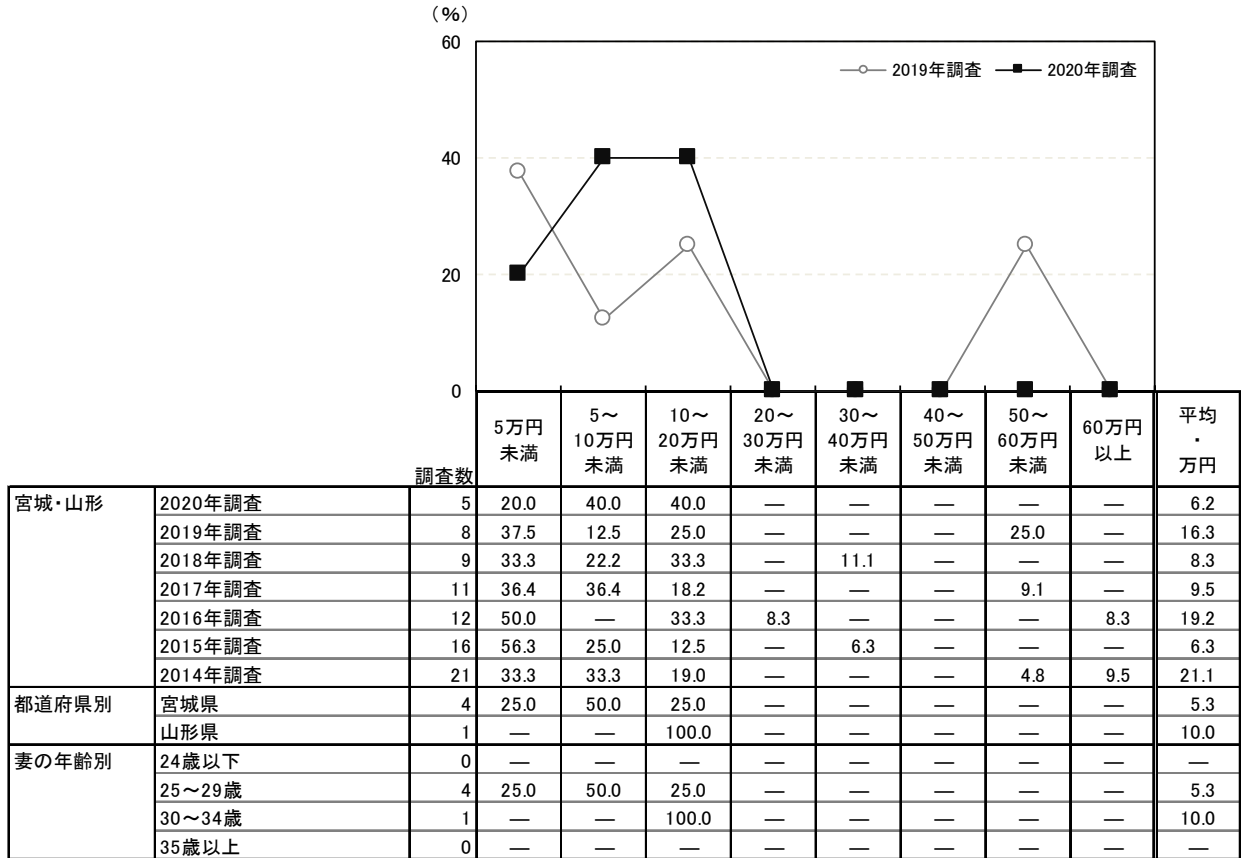 （%）
60
40
20
0
2019年調査 2020年調査
調査数 5万円未満 5～10万円未満 10～20万円未満 20～30万円未満 30～40万円未満 40～50万円未満 50～60万円未満 60万円以上 平均・万円
宮城・山形 2020年調査 5 20.0 40.0 40.0 — — — — — 6.2
2019年調査 8 37.5 12.5 25.0 — — — 25.0 — 16.3
2018年調査 9 33.3 22.2 33.3 — 11.1 — — — 8.3
2017年調査 11 36.4 36.4 18.2 — — — 9.1 — 9.5
2016年調査 12 50.0 — 33.3 8.3 — — — 8.3 19.2
2015年調査 16 56.3 25.0 12.5 — 6.3 — — — 6.3
2014年調査 21 33.3 33.3 19.0 — — — 4.8 9.5 21.1
都道府県別 宮城県 4 25.0 50.0 25.0 — — — — — 5.3
山形県 1 — — 100.0 — — — — — 10.0
妻の年齢別 24歳以下 0 — — — — — — — — —
25～29歳 4 25.0 50.0 25.0 — — — — — 5.3
30～34歳 1 — — 100.0 — — — — — 10.0
35歳以上 0 — — — — — — — — —